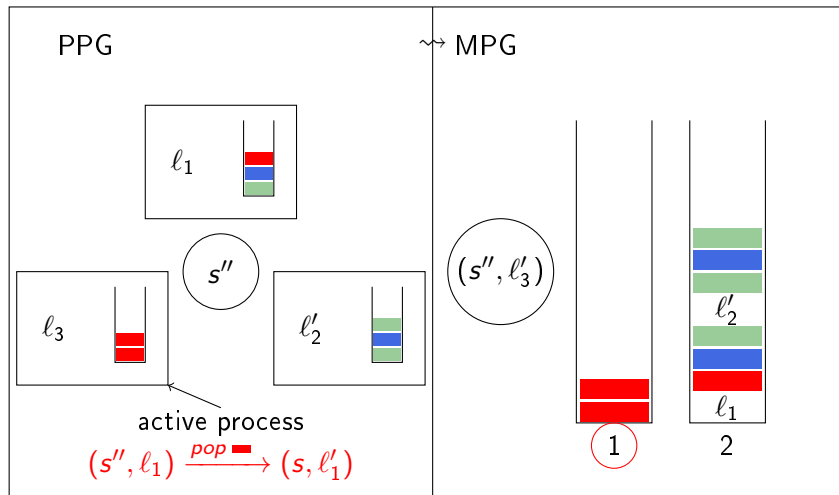 PPG
⇝ MPG
ℓ₁
s″
(s″, ℓ′₃)
ℓ₃
ℓ′₂
ℓ′₂
ℓ₁
active process
(s″, ℓ₁) —pop→ (s, ℓ′₁)
1
2